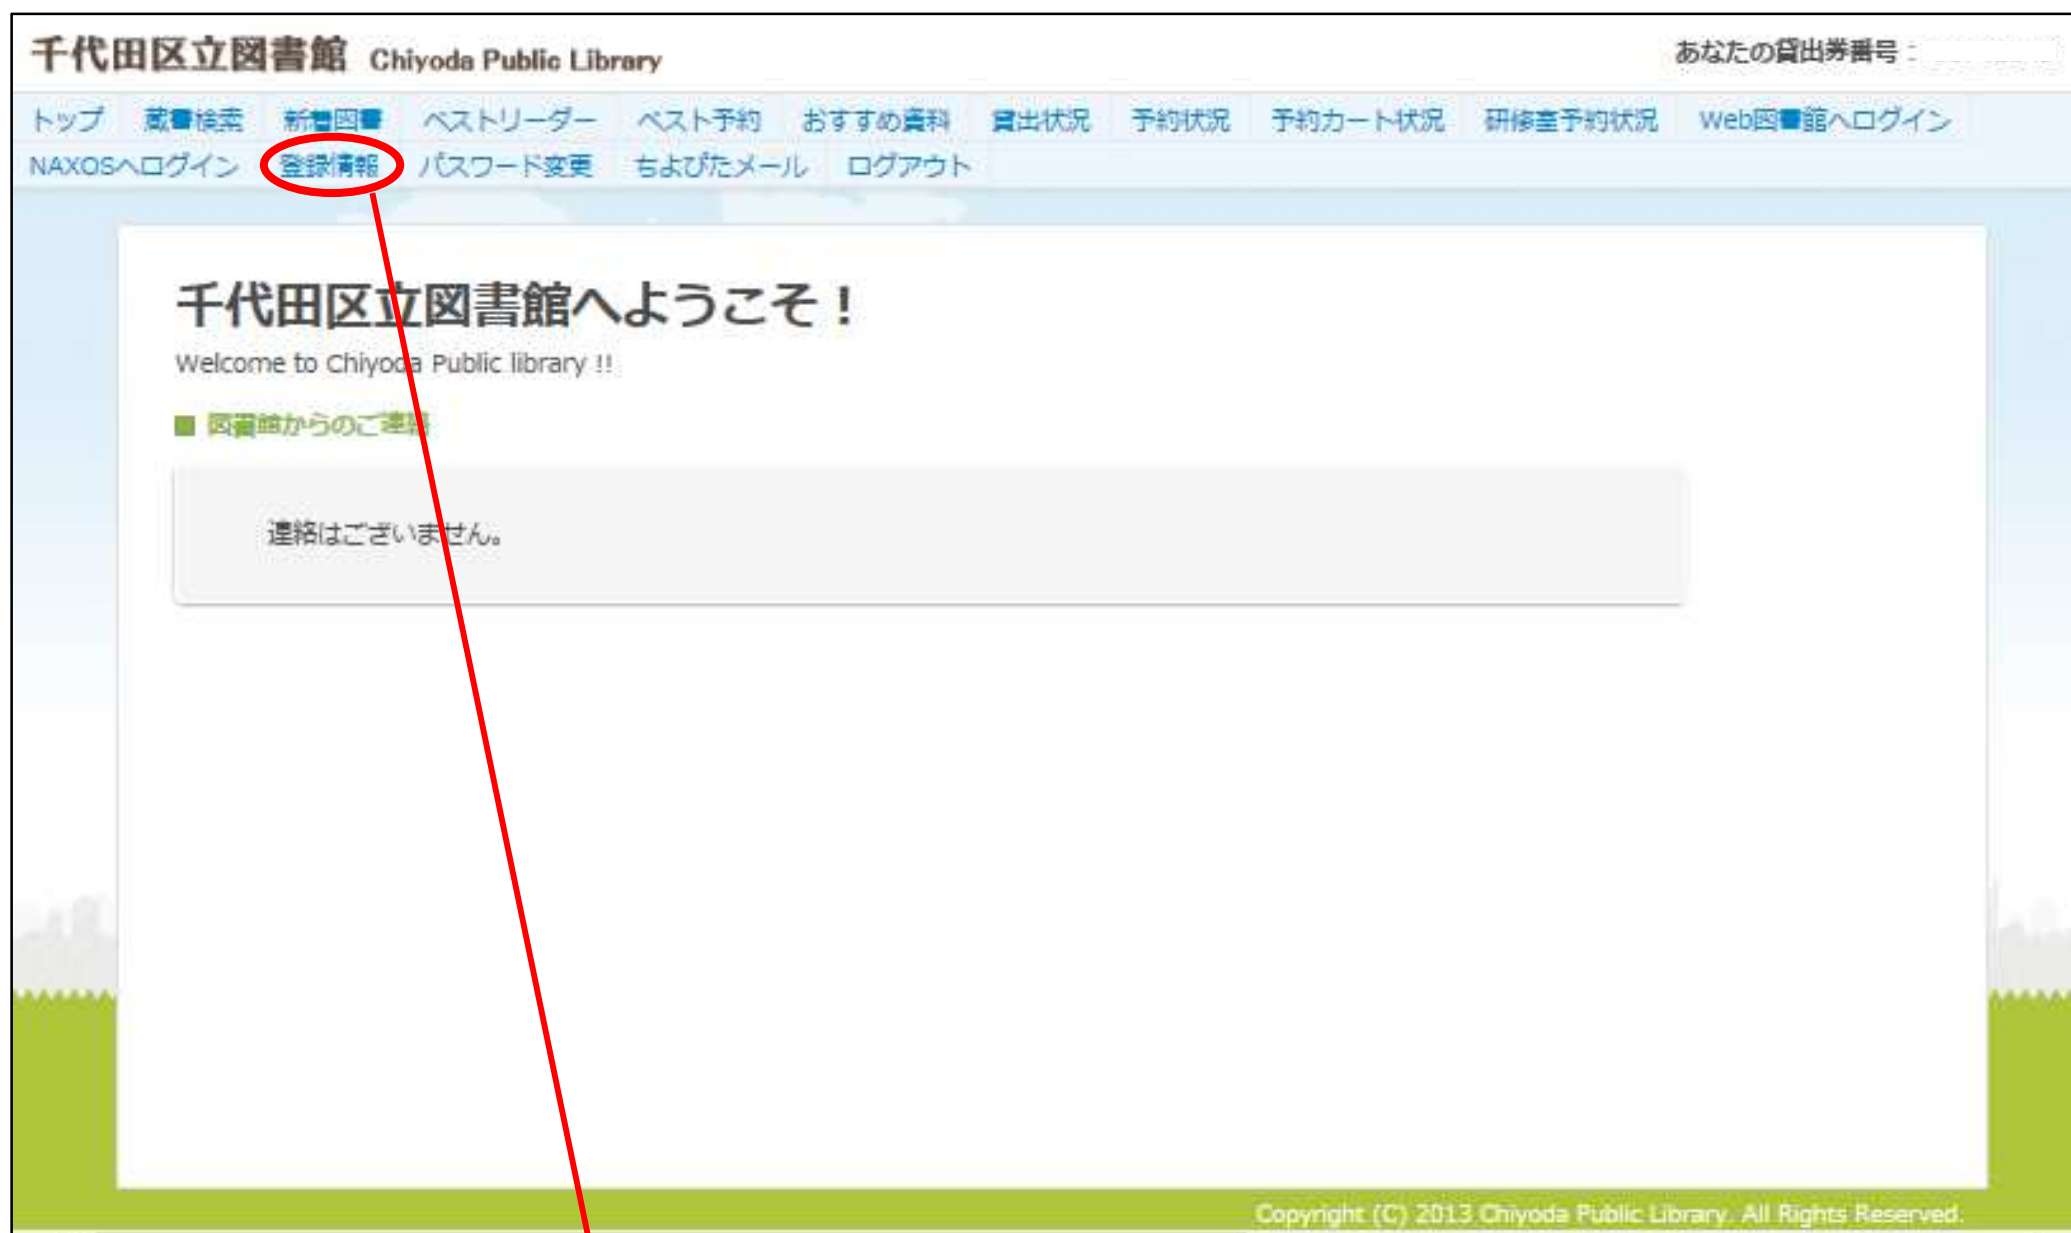 千代田区立図書館 Chiyoda Public Library
あなたの貸出券番号：
トップ 蔵書検索 新着図書 ベストリーダー ベスト予約 おすすめ資料 貸出状況 予約状況 予約カート状況 研修室予約状況 Web図書館へログイン
NAXOSへログイン 登録情報 パスワード変更 ちよぴたメール ログアウト
千代田区立図書館へようこそ！
Welcome to Chiyoda Public library !!
■ 図書館からのご連絡
連絡はございません。
Copyright (C) 2013 Chiyoda Public Library. All Rights Reserved.